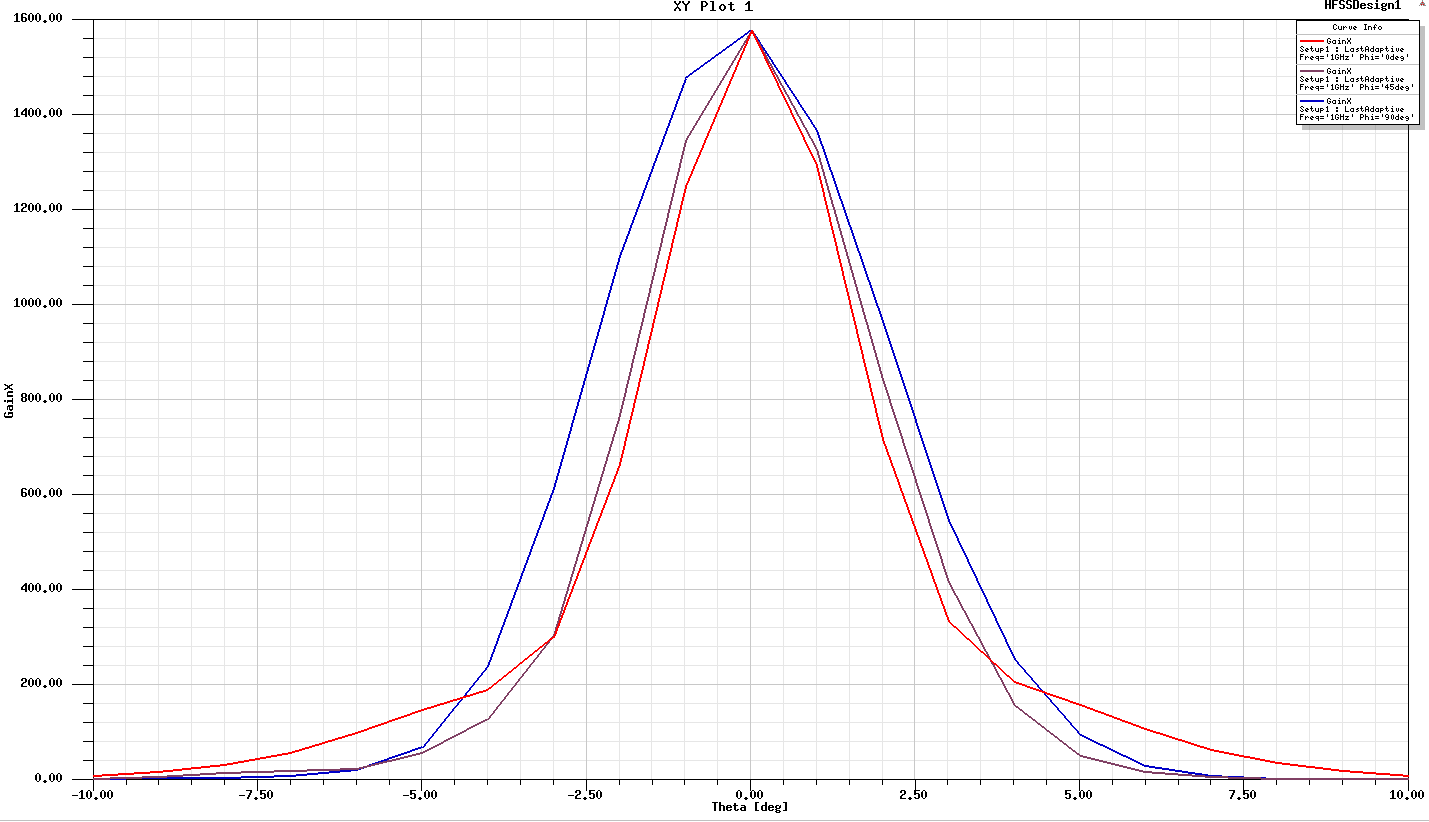 XY Plot 1
HFSSDesign1
Curve Info
GainX
Setup1 : LastAdaptive
Freq='1GHz' Phi='0deg'
GainX
Setup1 : LastAdaptive
Freq='1GHz' Phi='45deg'
GainX
Setup1 : LastAdaptive
Freq='1GHz' Phi='90deg'
1600.00
1400.00
1200.00
1000.00
800.00
600.00
400.00
200.00
0.00
GainX
-10.00 -7.50 -5.00 -2.50 0.00 2.50 5.00 7.50 10.00
Theta [deg]